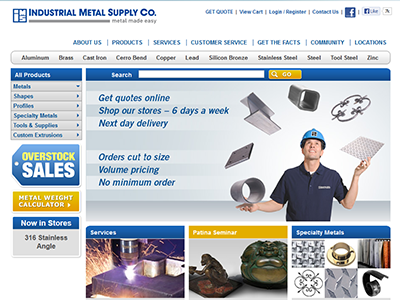 INDUSTRIAL METAL SUPPLY CO.
metal made easy
GET QUOTE | View Cart | Login / Register | Contact Us | Like
ABOUT US | PRODUCTS | SERVICES | CUSTOMER SERVICE | GET THE FACTS | COMMUNITY | LOCATIONS
Aluminum Brass Cast Iron Cerro Bend Copper Lead Silicon Bronze Stainless Steel Steel Tool Steel Zinc
All Products
Search
GO
Metals
Shapes
Profiles
Specialty Metals
Tools & Supplies
Custom Extrusions
Get quotes online
Shop our stores – 6 days a week
Next day delivery
Orders cut to size
Volume pricing
No minimum order
OVERSTOCK
SALES
METAL WEIGHT
CALCULATOR
Now in Stores
316 Stainless
Angle
Services
Patina Seminar
Specialty Metals